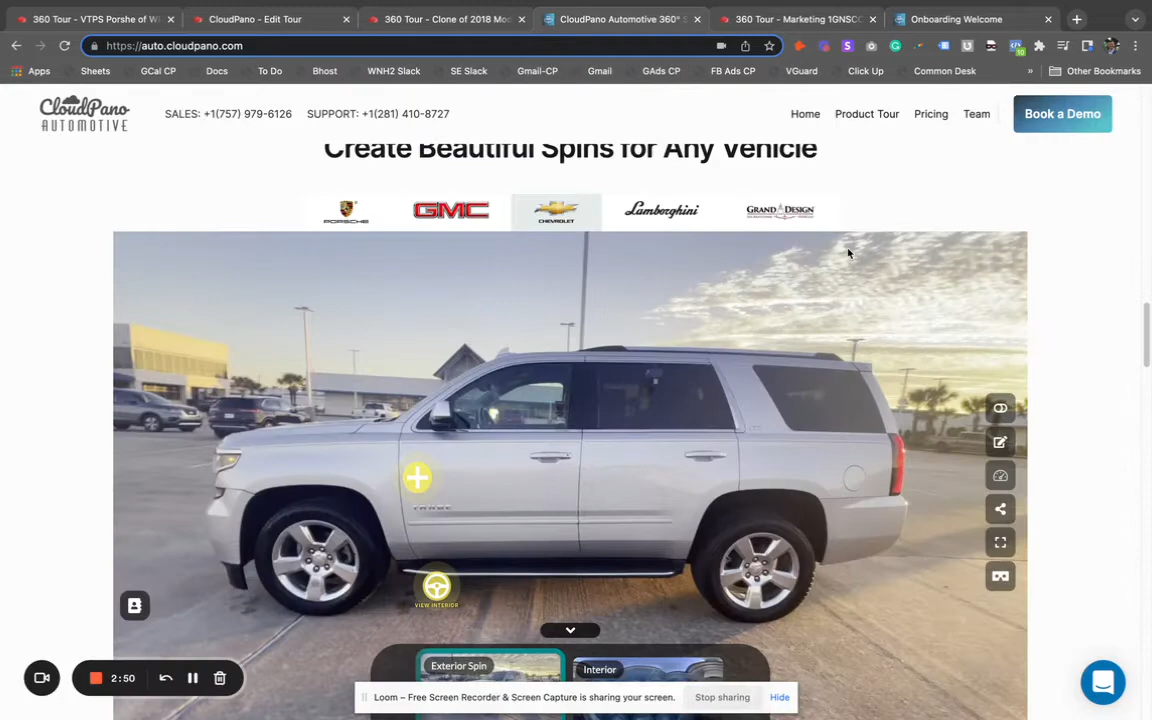 360 Tour - VTPS Porshe of W
CloudPano - Edit Tour
360 Tour - Clone of 2018 Moc
CloudPano Automotive 360° S
360 Tour - Marketing 1GNSCC
Onboarding Welcome
https://auto.cloudpano.com
10
Apps
Sheets
GCal CP
Docs
To Do
Bhost
WNH2 Slack
SE Slack
Gmail-CP
Gmail
GAds CP
FB Ads CP
VGuard
Click Up
Common Desk
»
Other Bookmarks
CloudPano
AUTOMOTIVE
SALES: +1(757) 979-6126
SUPPORT: +1(281) 410-8727
Home
Product Tour
Pricing
Team
Book a Demo
Create Beautiful Spins for Any Vehicle
PORSCHE
GMC
CHEVROLET
Lamborghini
GRAND DESIGN
TAHOE
VIEW INTERIOR
Exterior Spin
Interior
2:50
Loom – Free Screen Recorder & Screen Capture is sharing your screen.
Stop sharing
Hide